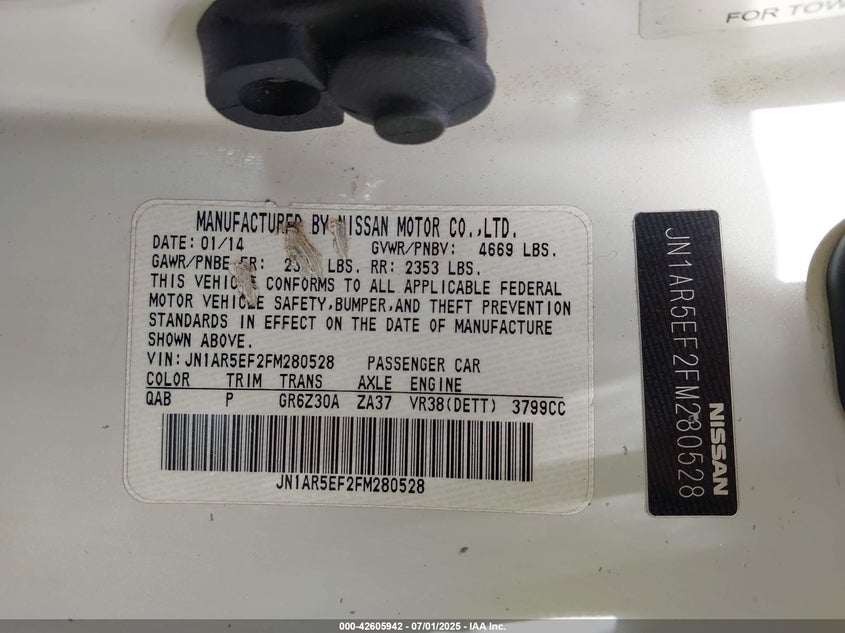 FOR TOW
MANUFACTURED BY NISSAN MOTOR CO.,LTD.
DATE: 01/14 GVWR/PNBV: 4669 LBS.
GAWR/PNBE FR: LBS. RR: 2353 LBS.
THIS VEHICLE CONFORMS TO ALL APPLICABLE FEDERAL
MOTOR VEHICLE SAFETY,BUMPER,AND THEFT PREVENTION
STANDARDS IN EFFECT ON THE DATE OF MANUFACTURE
SHOWN ABOVE.
VIN:JN1AR5EF2FM280528 PASSENGER CAR
COLOR TRIM TRANS AXLE ENGINE
QAB P GR6Z30A ZA37 VR38(DETT) 3799CC
JN1AR5EF2FM280528
JN1AR5EF2FM280528
NISSAN
000-42605942 - 07/01/2025 - IAA Inc.